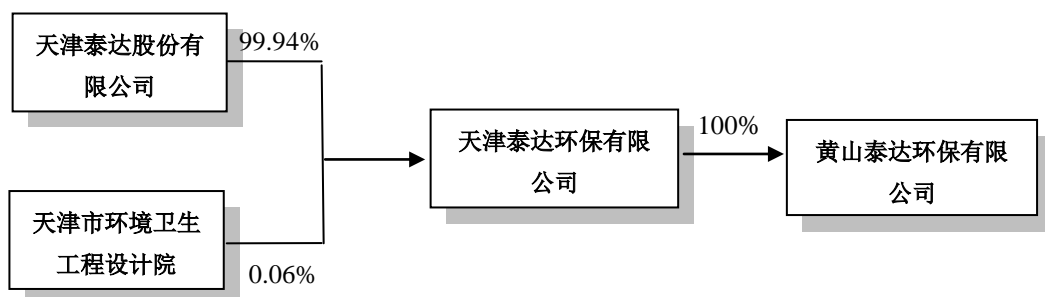 天津泰达股份有
限公司
99.94%
天津市环境卫生
工程设计院
0.06%
天津泰达环保有限
公司
100%
黄山泰达环保有限
公司